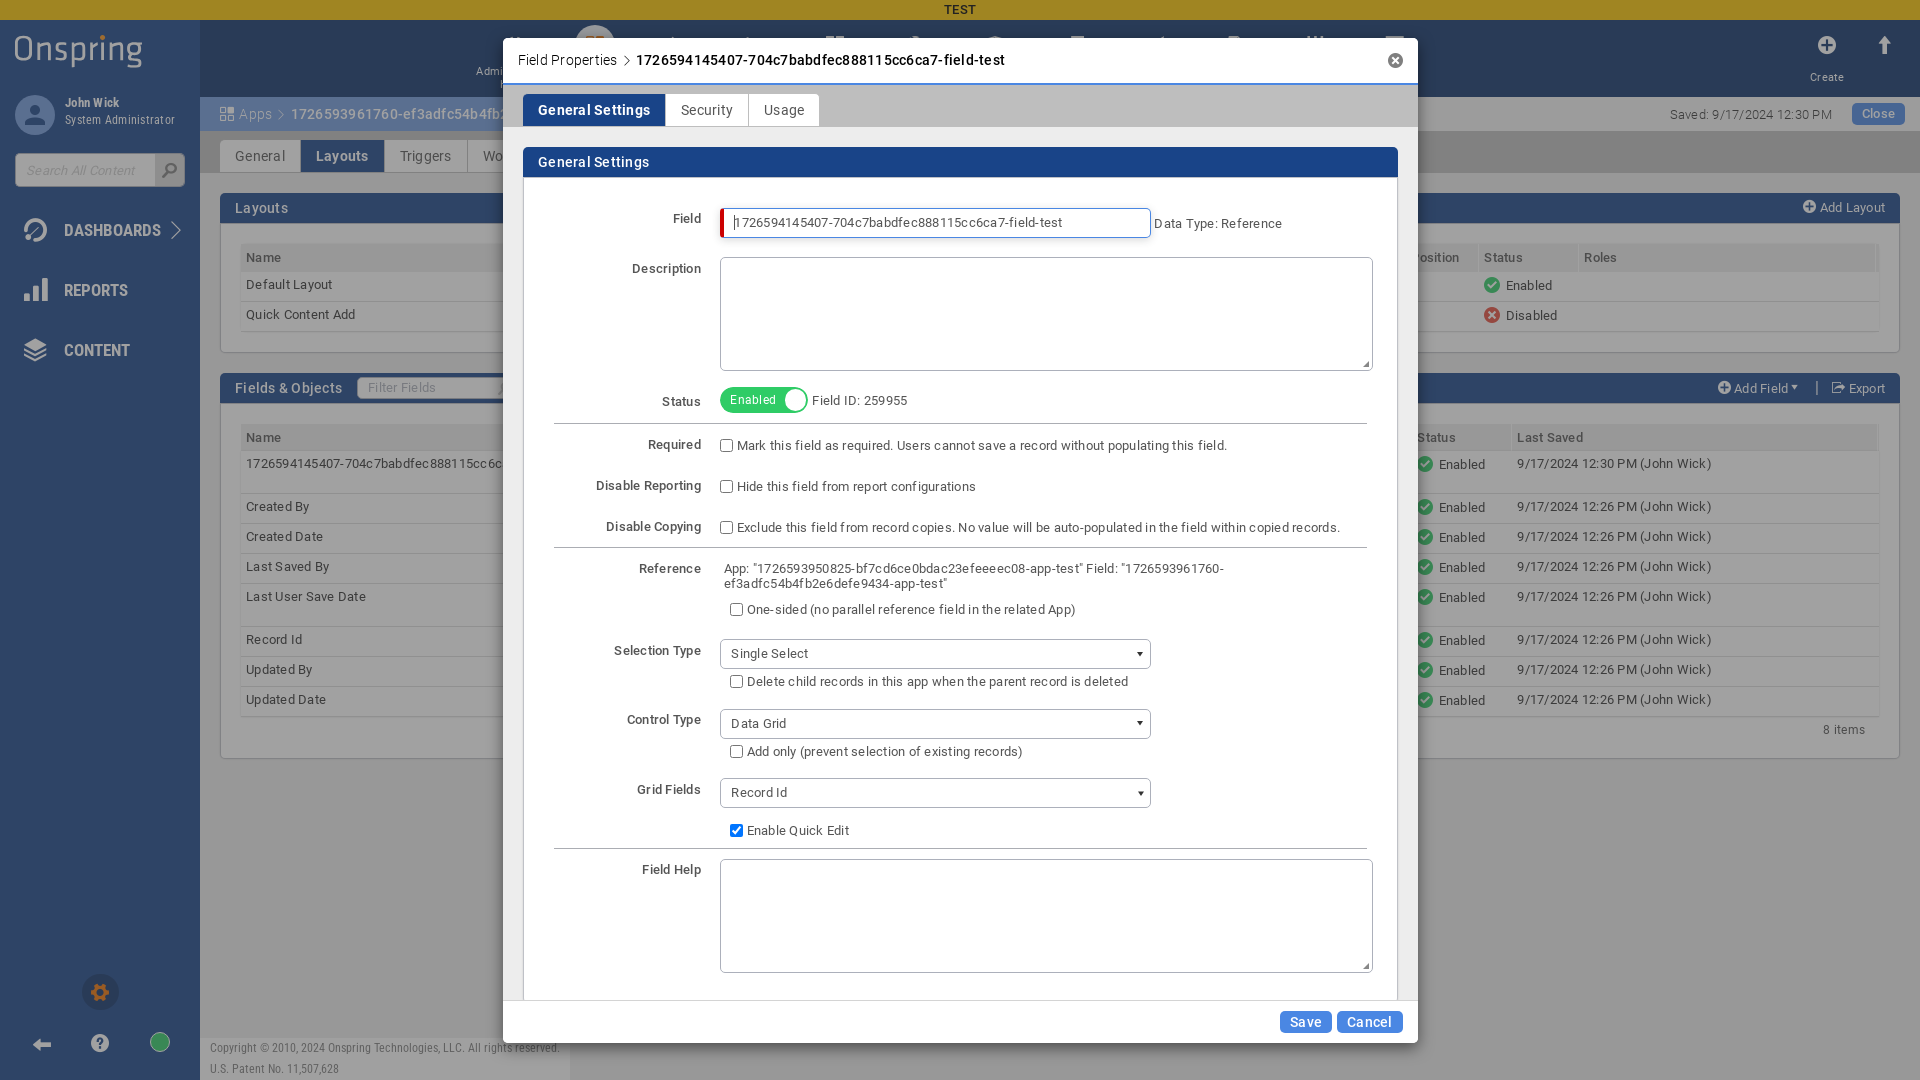 TEST
Onspring
John Wick
System Administrator
Search All Content
DASHBOARDS
REPORTS
CONTENT
Create
Apps > 1726593961760-ef3adfc54b4fb
Saved: 9/17/2024 12:30 PM
Close
General
Layouts
Triggers
Layouts
Add Layout
Name
Status
Roles
Default Layout
Enabled
Quick Content Add
Disabled
Fields & Objects
Filter Fields
Add Field
|
Export
Name
Status
Last Saved
1726594145407-704c7babdfec888115cc6c
Enabled
9/17/2024 12:30 PM (John Wick)
Created By
Enabled
9/17/2024 12:26 PM (John Wick)
Created Date
Enabled
9/17/2024 12:26 PM (John Wick)
Last Saved By
Enabled
9/17/2024 12:26 PM (John Wick)
Last User Save Date
Enabled
9/17/2024 12:26 PM (John Wick)
Record Id
Enabled
9/17/2024 12:26 PM (John Wick)
Updated By
Enabled
9/17/2024 12:26 PM (John Wick)
Updated Date
Enabled
9/17/2024 12:26 PM (John Wick)
8 items
Copyright © 2010, 2024 Onspring Technologies, LLC. All rights reserved.
U.S. Patent No. 11,507,628
Field Properties > 1726594145407-704c7babdfec888115cc6ca7-field-test
General Settings
Security
Usage
General Settings
Field
1726594145407-704c7babdfec888115cc6ca7-field-test
Data Type: Reference
Description
Status
Enabled
Field ID: 259955
Required
Mark this field as required. Users cannot save a record without populating this field.
Disable Reporting
Hide this field from report configurations
Disable Copying
Exclude this field from record copies. No value will be auto-populated in the field within copied records.
Reference
App: "1726593950825-bf7cd6ce0bdac23efeeeec08-app-test" Field: "1726593961760-
ef3adfc54b4fb2e6defe9434-app-test"
One-sided (no parallel reference field in the related App)
Selection Type
Single Select
Delete child records in this app when the parent record is deleted
Control Type
Data Grid
Add only (prevent selection of existing records)
Grid Fields
Record Id
Enable Quick Edit
Field Help
Save
Cancel